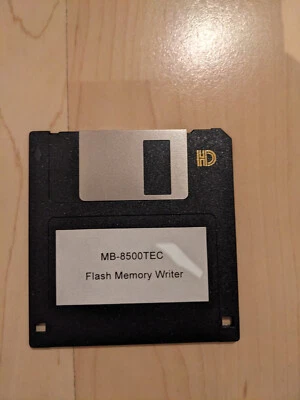 HD
MB-8500TEC
Flash Memory Writer